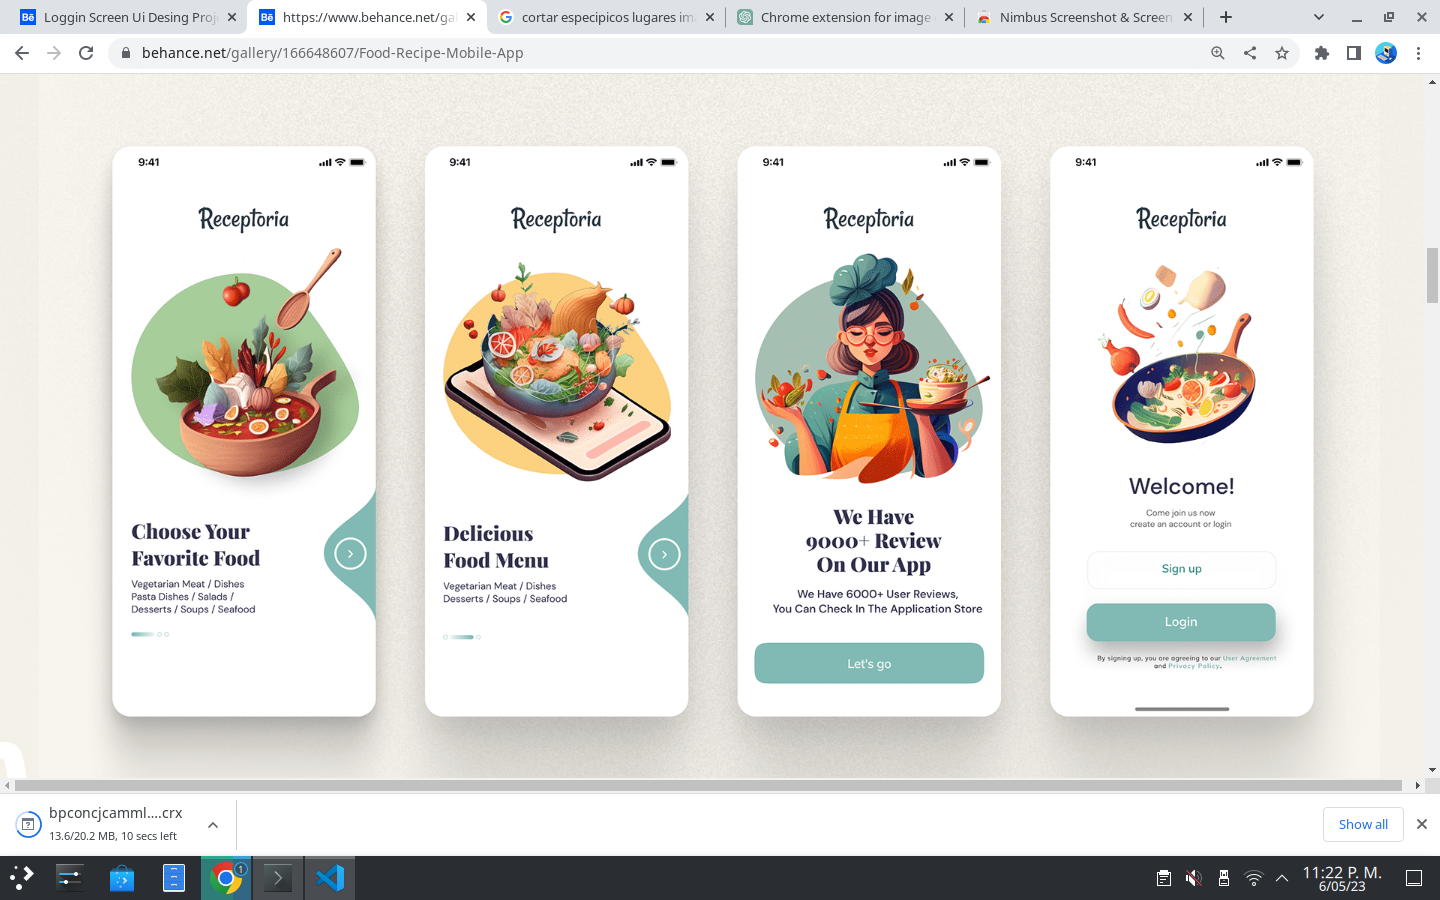 Loggin Screen Ui Desing Proj
https://www.behance.net/gal
cortar especipicos lugares ima
Chrome extension for image
Nimbus Screenshot & Screen
behance.net/gallery/166648607/Food-Recipe-Mobile-App
9:41
Receptoria
Choose Your
Favorite Food
Vegetarian Meat / Dishes
Pasta Dishes / Salads /
Desserts / Soups / Seafood
9:41
Receptoria
Delicious
Food Menu
Vegetarian Meat / Dishes
Desserts / Soups / Seafood
9:41
Receptoria
We Have
9000+ Review
On Our App
We Have 6000+ User Reviews,
You Can Check In The Application Store
Let's go
9:41
Receptoria
Welcome!
Come join us now
create an account or login
Sign up
Login
By signing up, you are agreeing to our User Agreement
and Privacy Policy.
bpconcjcamml....crx
13.6/20.2 MB, 10 secs left
Show all
1
11:22 P. M.
6/05/23